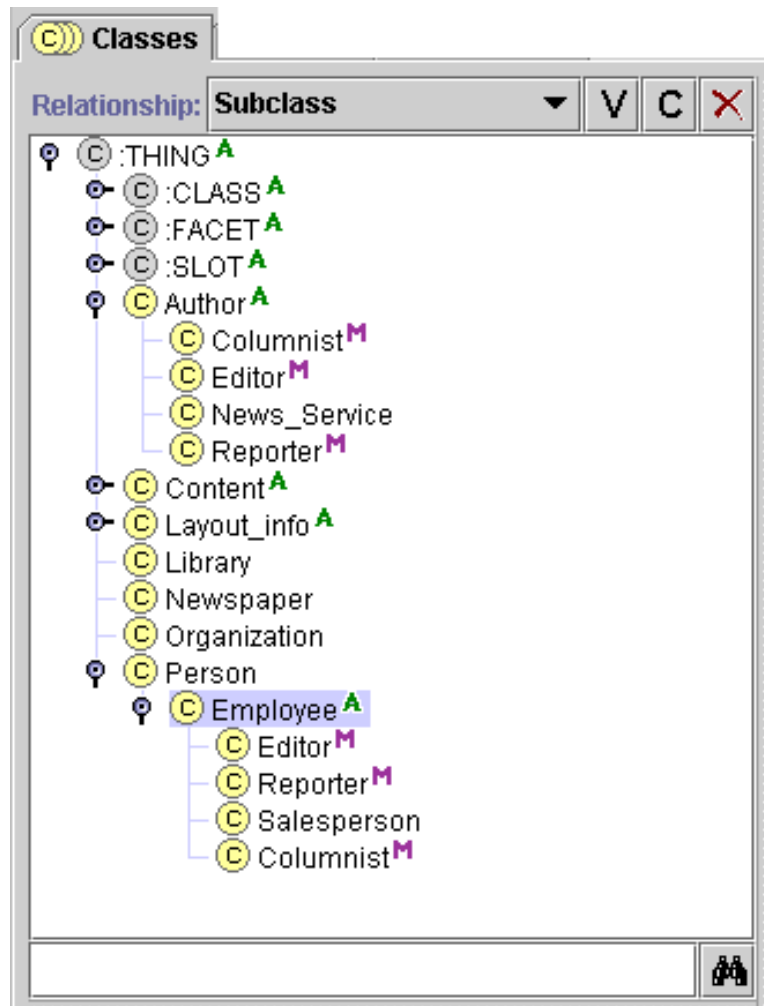 C Classes
Relationship: Subclass V C
C :THING A
C :CLASS A
C :FACET A
C :SLOT A
C Author A
C Columnist M
C Editor M
C News_Service
C Reporter M
C Content A
C Layout_info A
C Library
C Newspaper
C Organization
C Person
C Employee A
C Editor M
C Reporter M
C Salesperson
C Columnist M